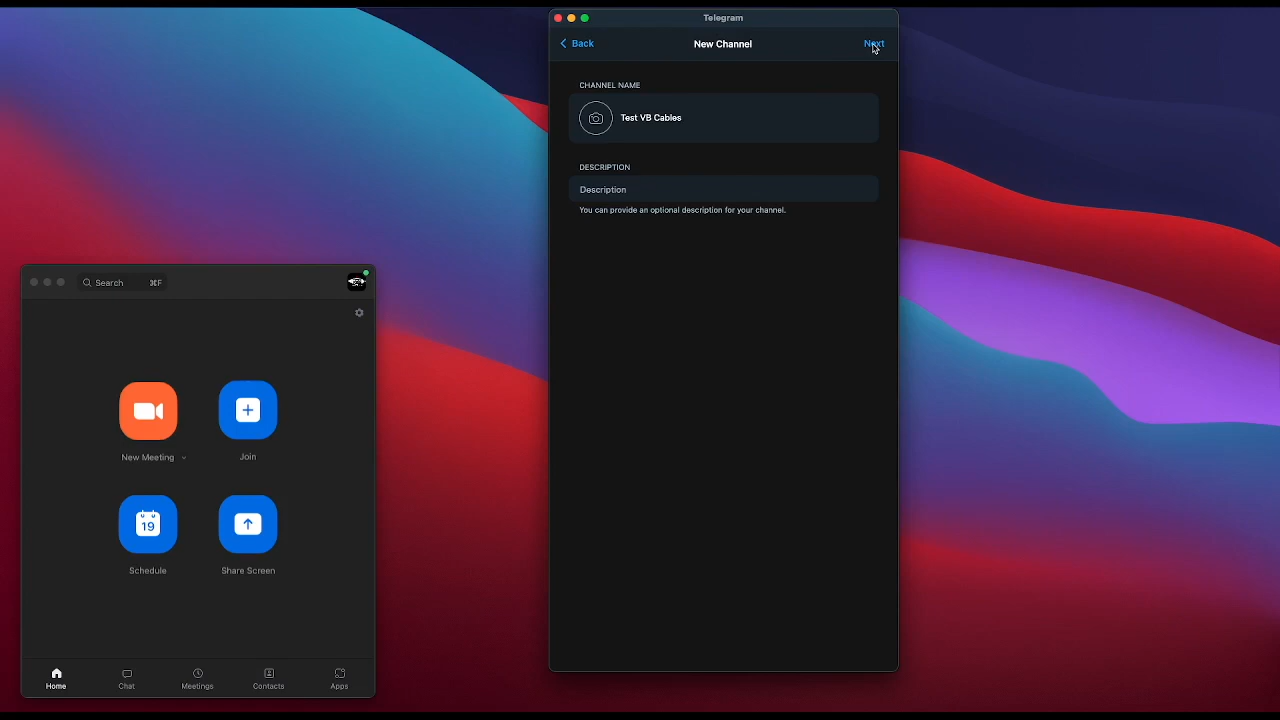 Telegram
Back
New Channel
Next
CHANNEL NAME
Test VB Cables
DESCRIPTION
Description
You can provide an optional description for your channel.
Search ⌘F
New Meeting
Join
19
Schedule
Share Screen
Home
Chat
Meetings
Contacts
Apps